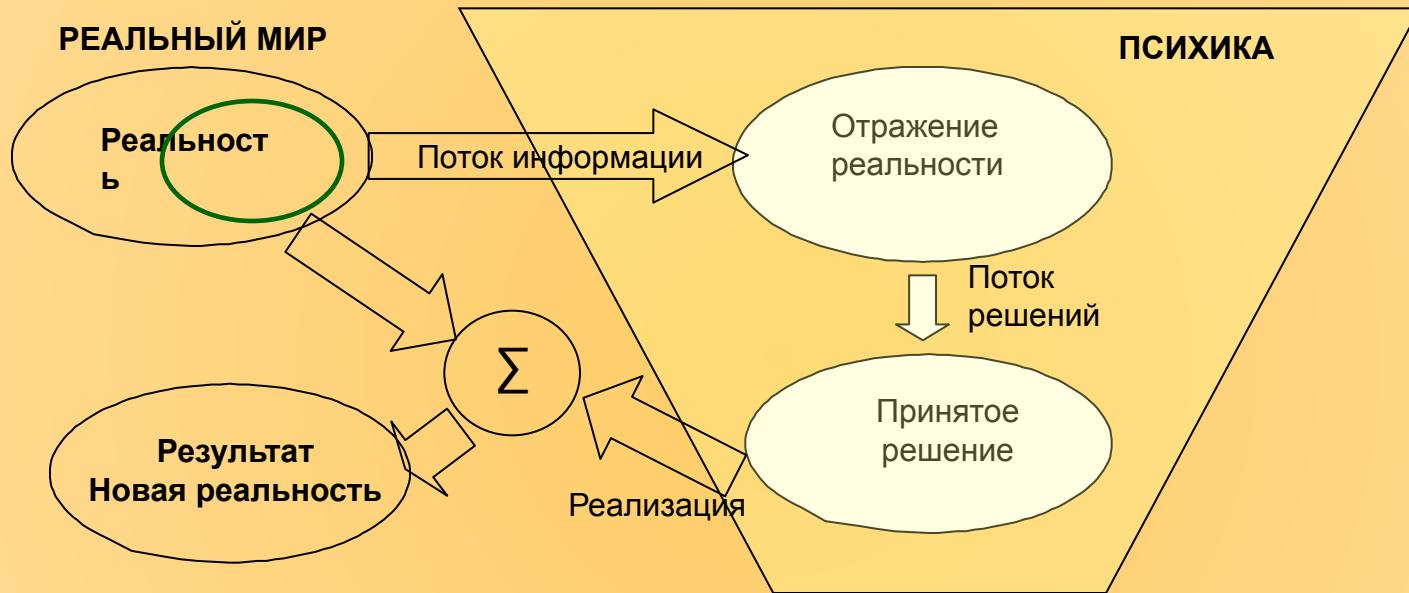 РЕАЛЬНЫЙ МИР
ПСИХИКА
Реальност
ь
Поток информации
Отражение
реальности
Поток
решений
∑
Принятое
решение
Результат
Новая реальность
Реализация